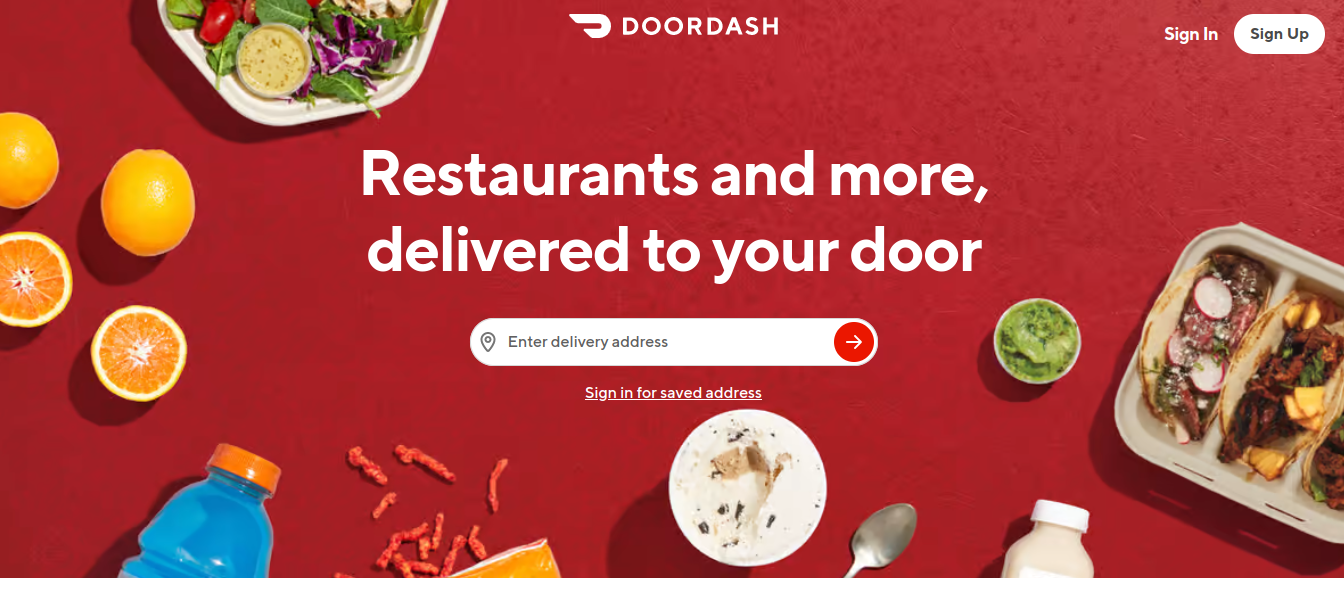 DOORDASH
Sign In
Sign Up
Restaurants and more,
delivered to your door
Enter delivery address
Sign in for saved address